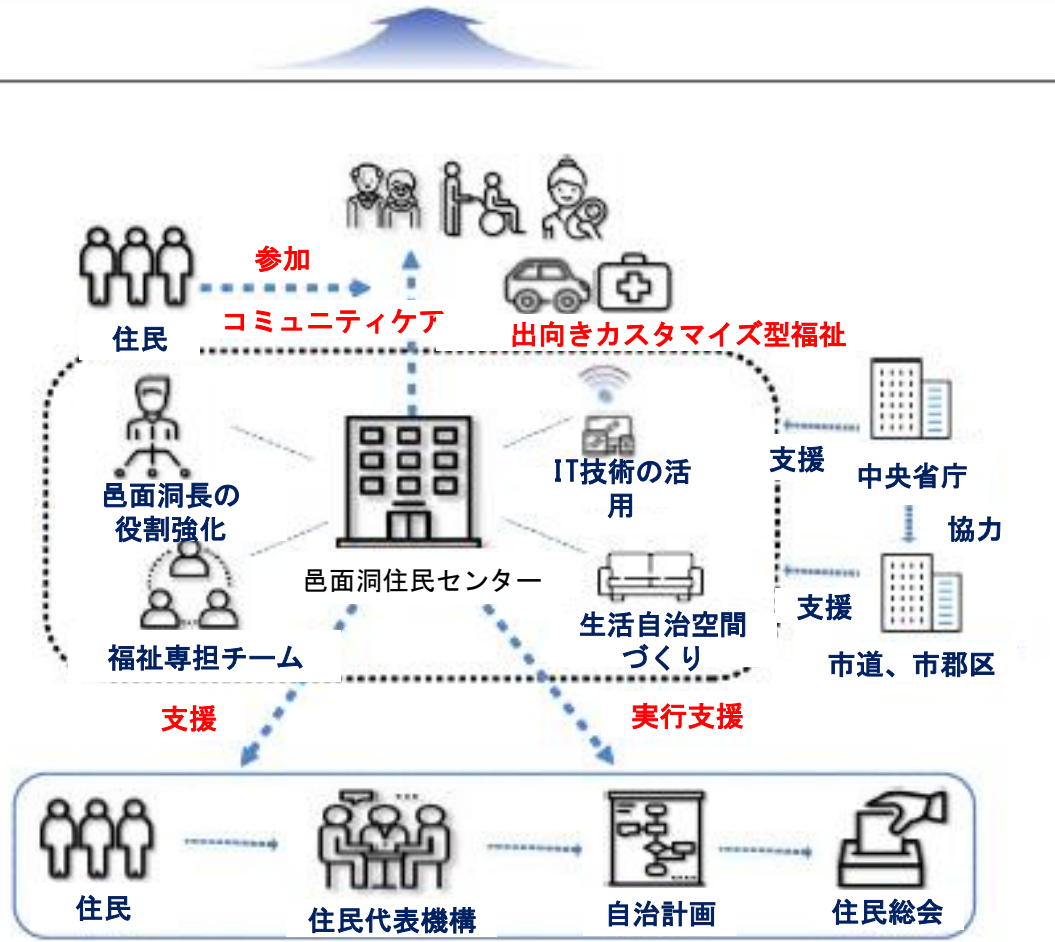 参加
住民
コミュニティケア
出向きカスタマイズ型福祉
邑面洞長の
役割強化
IT技術の活
用
支援
中央省庁
協力
邑面洞住民センター
福祉専担チーム
生活自治空間
づくり
支援
市道、市郡区
支援
実行支援
住民
住民代表機構
自治計画
住民総会